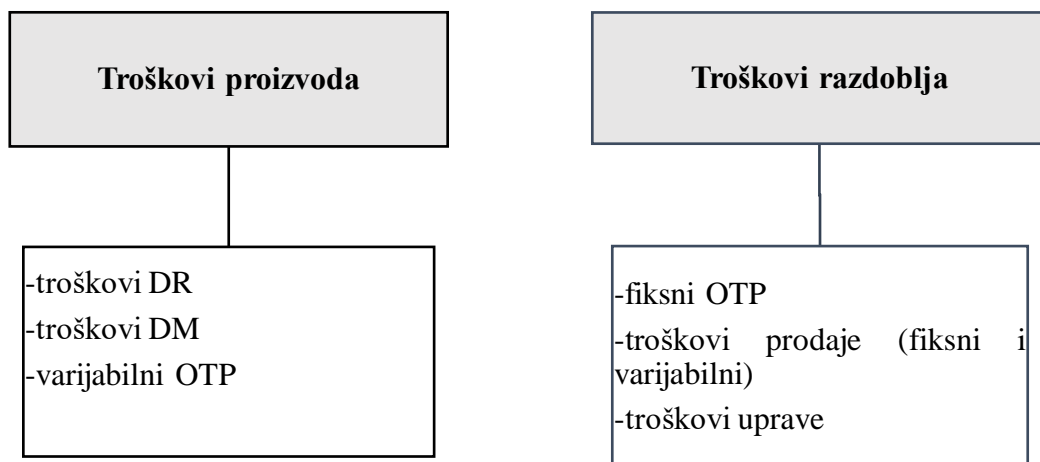 Troškovi proizvoda
-troškovi DR
-troškovi DM
-varijabilni OTP
Troškovi razdoblja
-fiksni OTP
-troškovi prodaje (fiksni i
varijabilni)
-troškovi uprave